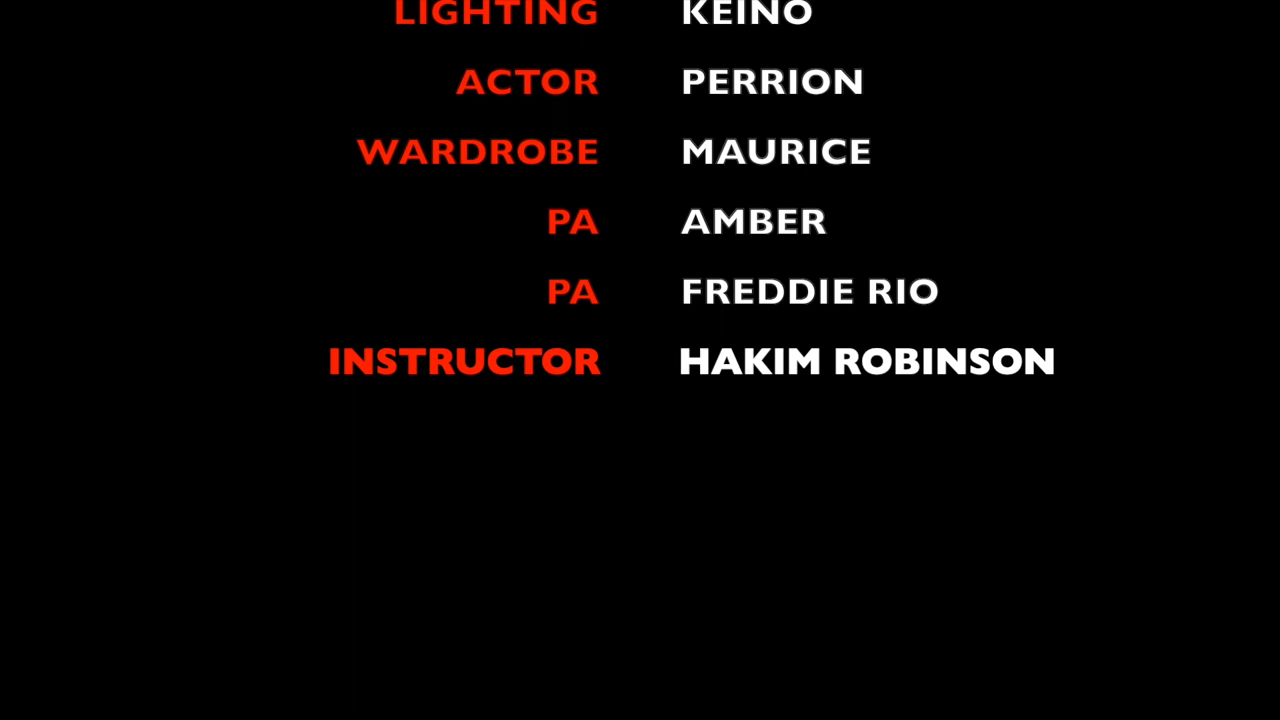 LIGHTING KEINO
ACTOR PERRION
WARDROBE MAURICE
PA AMBER
PA FREDDIE RIO
INSTRUCTOR HAKIM ROBINSON